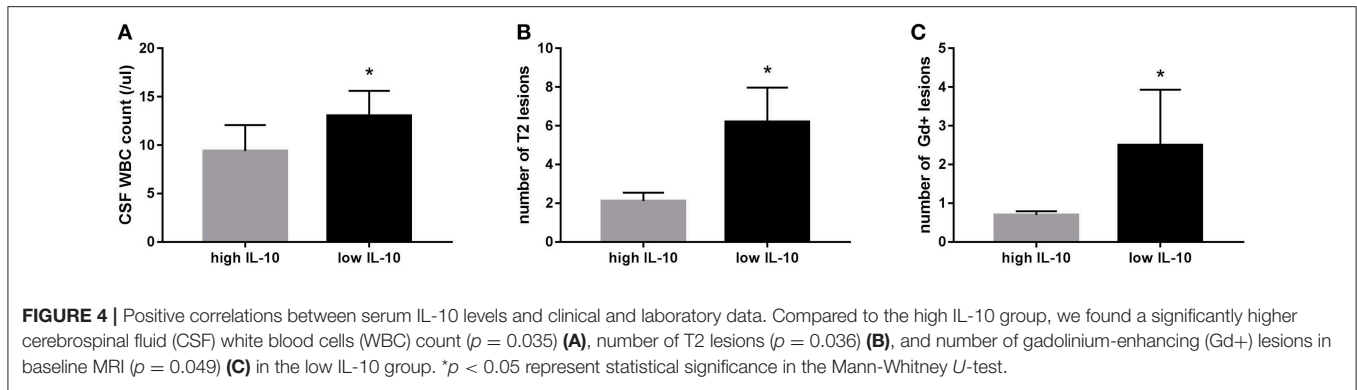 A
CSF WBC count (/ul)
20
15
10
5
0
*
high IL-10
low IL-10
B
number of T2 lesions
10
8
6
4
2
0
*
high IL-10
low IL-10
C
number of Gd+ lesions
5
4
3
2
1
0
*
high IL-10
low IL-10
FIGURE 4 | Positive correlations between serum IL-10 levels and clinical and laboratory data. Compared to the high IL-10 group, we found a significantly higher
cerebrospinal fluid (CSF) white blood cells (WBC) count (p = 0.035) (A), number of T2 lesions (p = 0.036) (B), and number of gadolinium-enhancing (Gd+) lesions in
baseline MRI (p = 0.049) (C) in the low IL-10 group. *p < 0.05 represent statistical significance in the Mann-Whitney U-test.